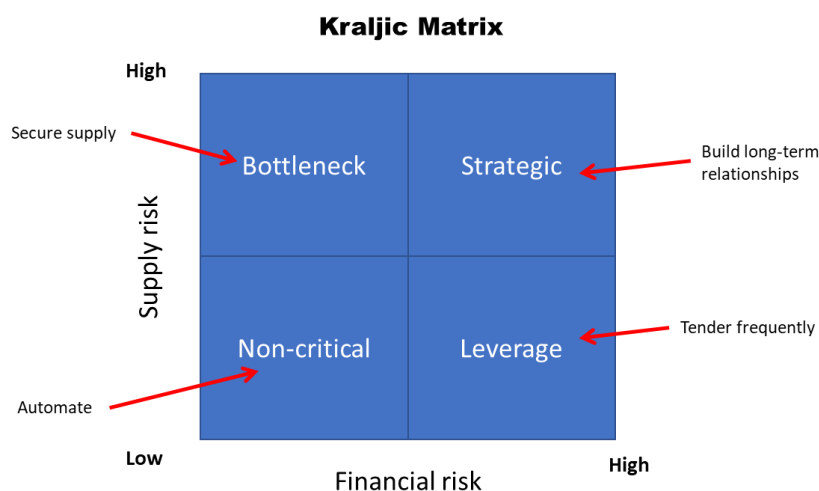 Kraljic Matrix
High
Secure supply
Bottleneck
Strategic
Build long-term
relationships
Supply risk
Non-critical
Leverage
Tender frequently
Automate
Low
High
Financial risk